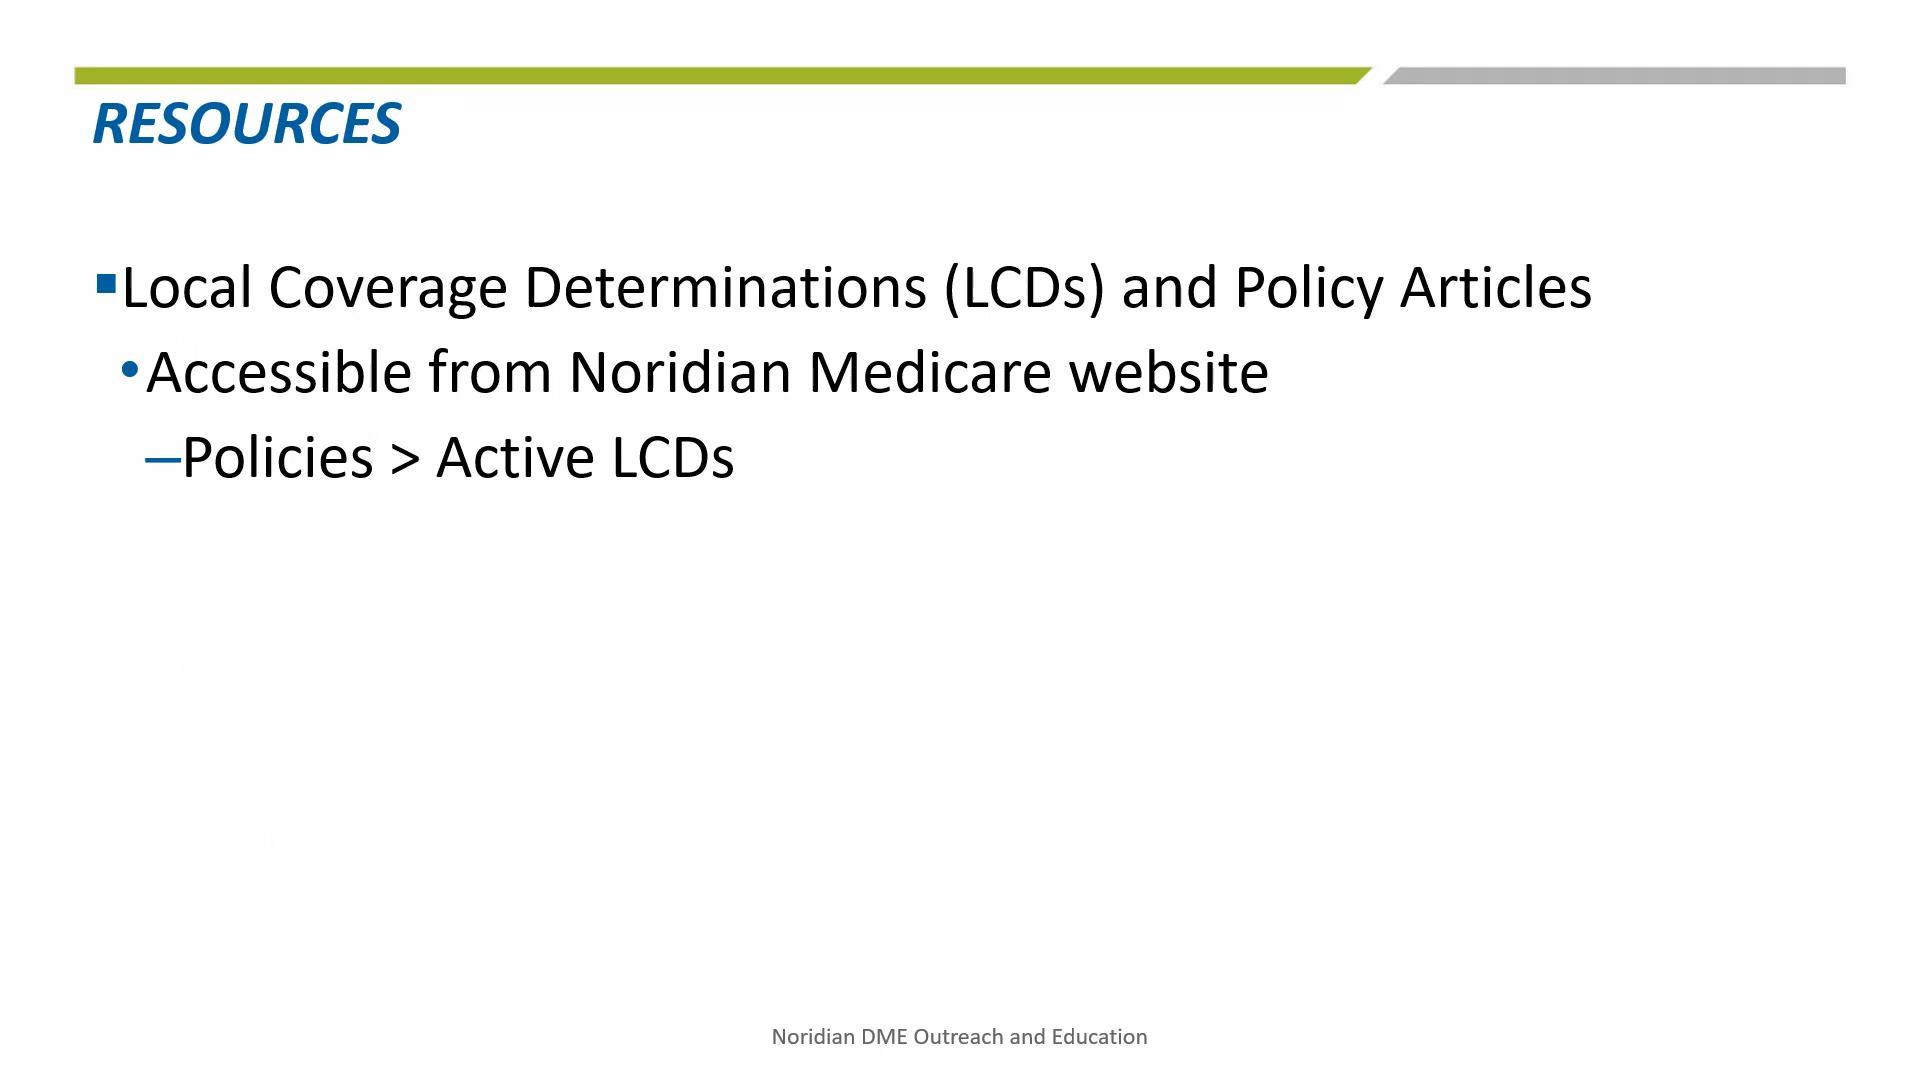 RESOURCES
▪Local Coverage Determinations (LCDs) and Policy Articles
•Accessible from Noridian Medicare website
–Policies > Active LCDs
Noridian DME Outreach and Education